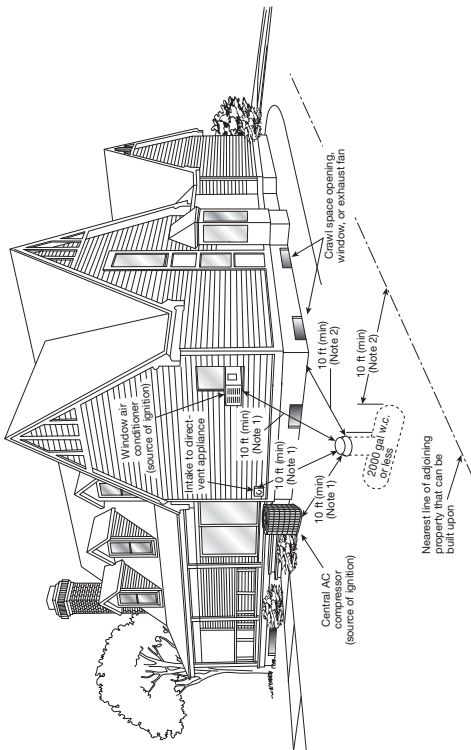 Window air
conditioner
(source of ignition)
Intake to direct-
vent appliance
10 ft (min)
(Note 1)
10 ft (min)
(Note 1)
10 ft (min)
(Note 1)
Central AC
compressor
(source of ignition)
Crawl space opening,
window, or exhaust fan
10 ft (min)
(Note 2)
10 ft (min)
(Note 2)
2000 gal w.c.
or less
Nearest line of adjoining
property that can be
built upon